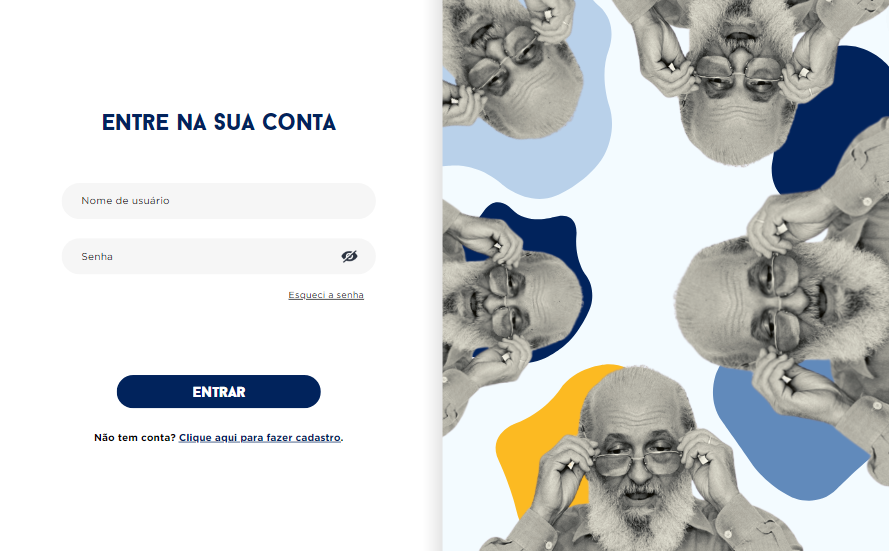 ENTRE NA SUA CONTA
Nome de usuário
Senha
Esqueci a senha
ENTRAR
Não tem conta? Clique aqui para fazer cadastro.